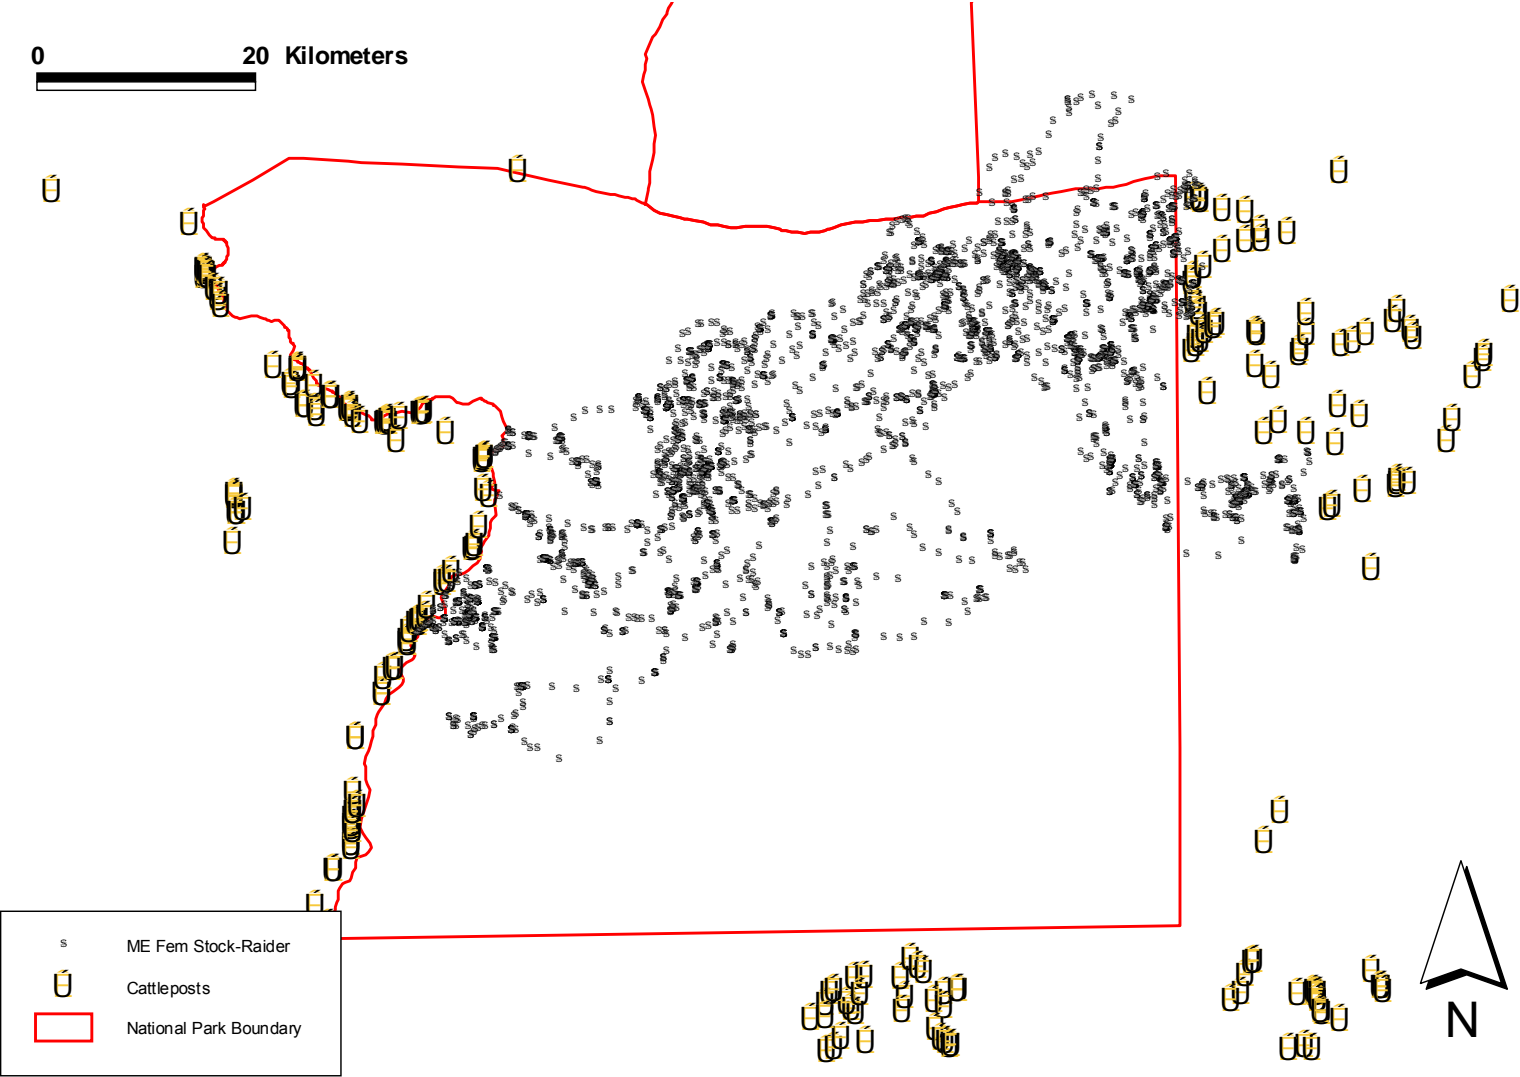 0 20 Kilometers
s ME Fem Stock-Raider
Cattleposts
National Park Boundary
N